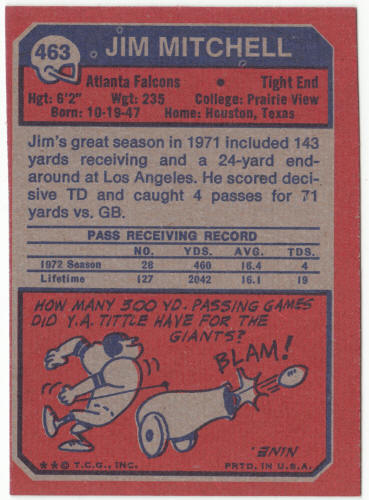 463 JIM MITCHELL
Atlanta Falcons • Tight End
Hgt: 6'2" Wgt: 235 College: Prairie View
Born: 10-19-47 Home: Houston, Texas
Jim's great season in 1971 included 143
yards receiving and a 24-yard end-
around at Los Angeles. He scored deci-
sive TD and caught 4 passes for 71
yards vs. GB.
PASS RECEIVING RECORD
NO. YDS. AVG. TDS.
1972 Season 28 460 16.4 4
Lifetime 127 2042 16.1 19
HOW MANY 300 YD. PASSING GAMES
DID Y.A. TITTLE HAVE FOR THE
GIANTS?
BLAM!
NINE
**© T.C.G., INC. PRTD. IN U.S.A.